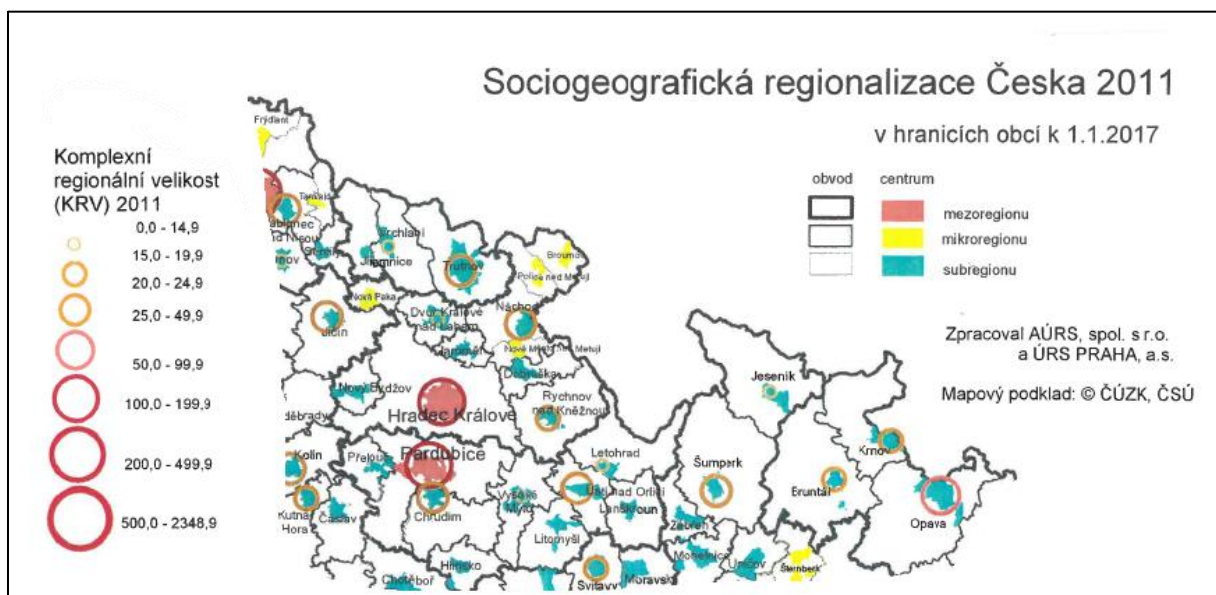 Sociogeografická regionalizace Česka 2011
v hranicích obcí k 1.1.2017
obvod centrum
mezoregionu
mikroregionu
subregionu
Zpracoval AÚRS, spol. s r.o.
a ÚRS PRAHA, a.s.
Mapový podklad: © ČÚZK, ČSÚ
Komplexní
regionální velikost
(KRV) 2011
0,0 - 14,9
15,0 - 19,9
20,0 - 24,9
25,0 - 49,9
50,0 - 99,9
100,0 - 199,9
200,0 - 499,9
500,0 - 2348,9
Frýdlant
Tanvald
Vrchlabí
Jilemnice
Trutnov
Broumov
Police nad Metují
Nová Paka
Jičín
Dvůr Králové
nad Labem
Náchod
Jaroměř
Nové Město nad Metují
Dobruška
Nový Bydžov
Hradec Králové
Rychnov
nad Kněžnou
Jeseník
Krnov
Kolín
Přelouč
Pardubice
Letohrad
Šumperk
Bruntál
Opava
Kutná
Hora
Čáslav
Chrudim
Vysoké
Mýto
Ústí nad Orlicí
Lanškroun
Litomyšl
Zábřeh
Mohelnice
Uničov
Šternberk
Hlinsko
Chotěboř
Svitavy
Moravsk